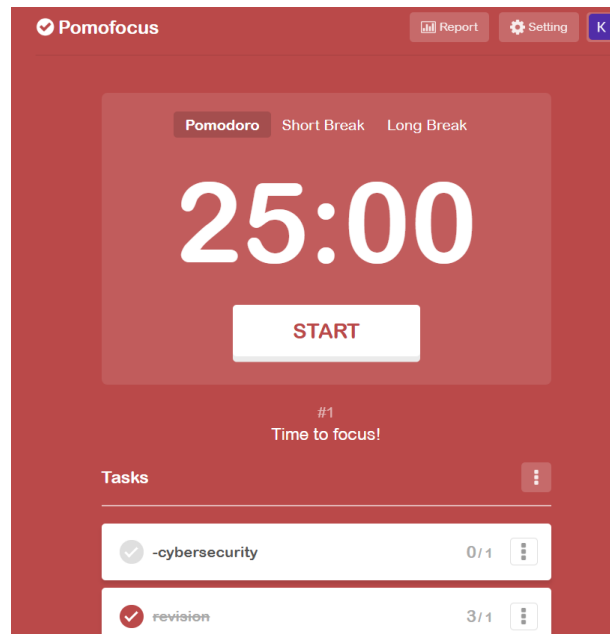 Pomofocus
Report
Setting
K
Pomodoro Short Break Long Break
25:00
START
#1
Time to focus!
Tasks
-cybersecurity 0/1
revision 3/1